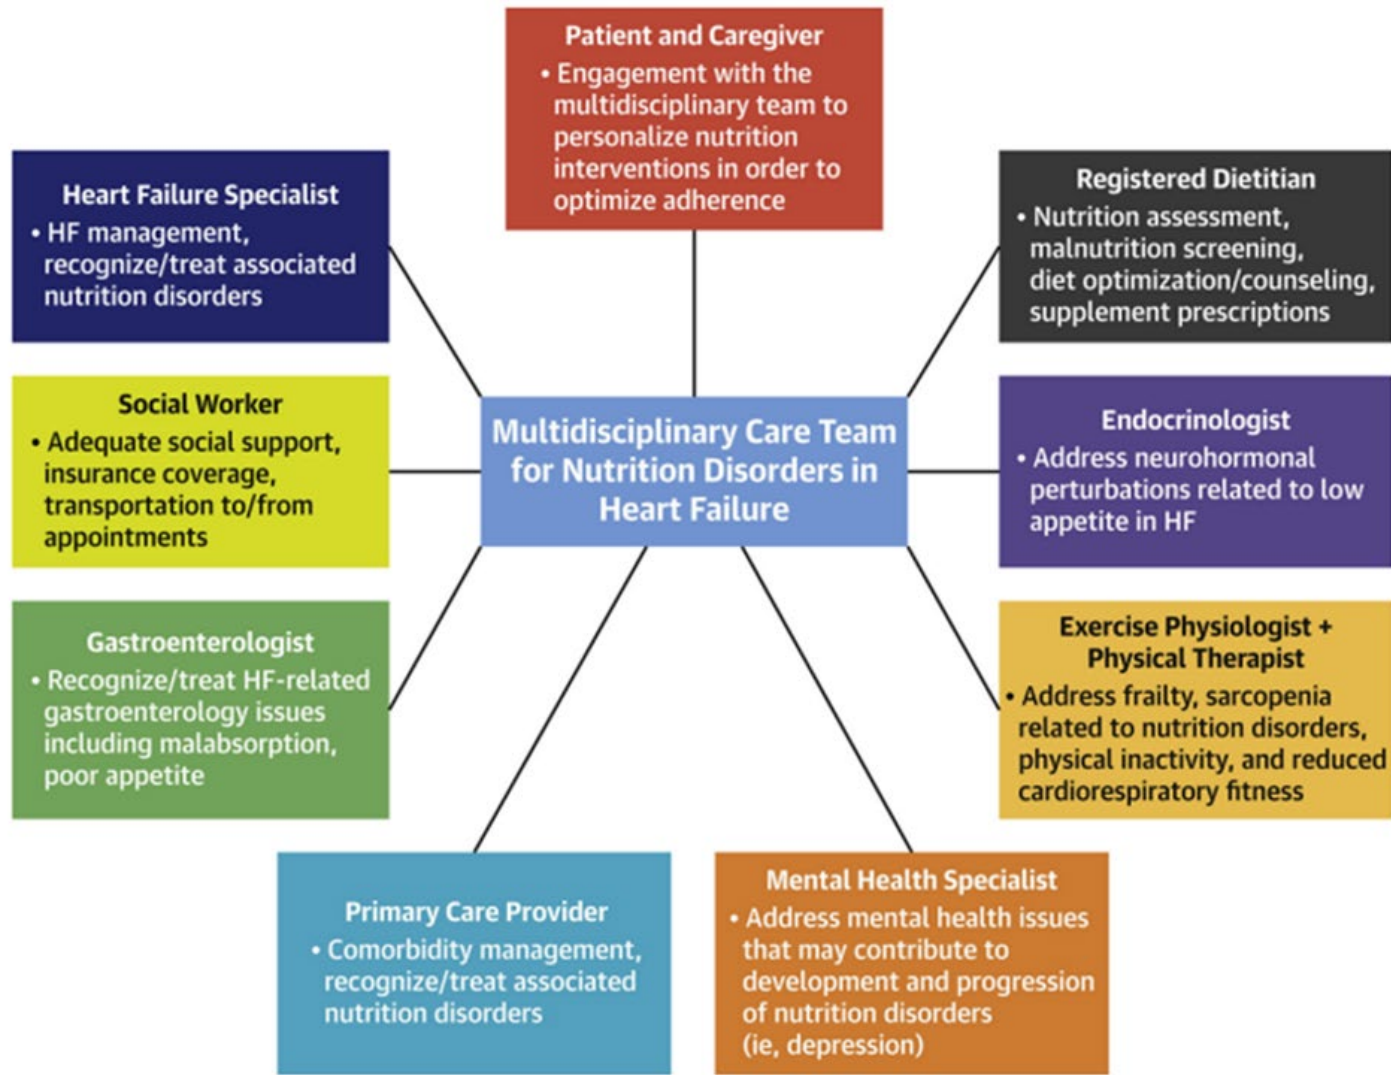 Patient and Caregiver
• Engagement with the
multidisciplinary team to
personalize nutrition
interventions in order to
optimize adherence
Heart Failure Specialist
• HF management,
recognize/treat associated
nutrition disorders
Registered Dietitian
• Nutrition assessment,
malnutrition screening,
diet optimization/counseling,
supplement prescriptions
Social Worker
• Adequate social support,
insurance coverage,
transportation to/from
appointments
Multidisciplinary Care Team
for Nutrition Disorders in
Heart Failure
Endocrinologist
• Address neurohormonal
perturbations related to low
appetite in HF
Gastroenterologist
• Recognize/treat HF-related
gastroenterology issues
including malabsorption,
poor appetite
Exercise Physiologist +
Physical Therapist
• Address frailty, sarcopenia
related to nutrition disorders,
physical inactivity, and reduced
cardiorespiratory fitness
Primary Care Provider
• Comorbidity management,
recognize/treat associated
nutrition disorders
Mental Health Specialist
• Address mental health issues
that may contribute to
development and progression
of nutrition disorders
(ie, depression)